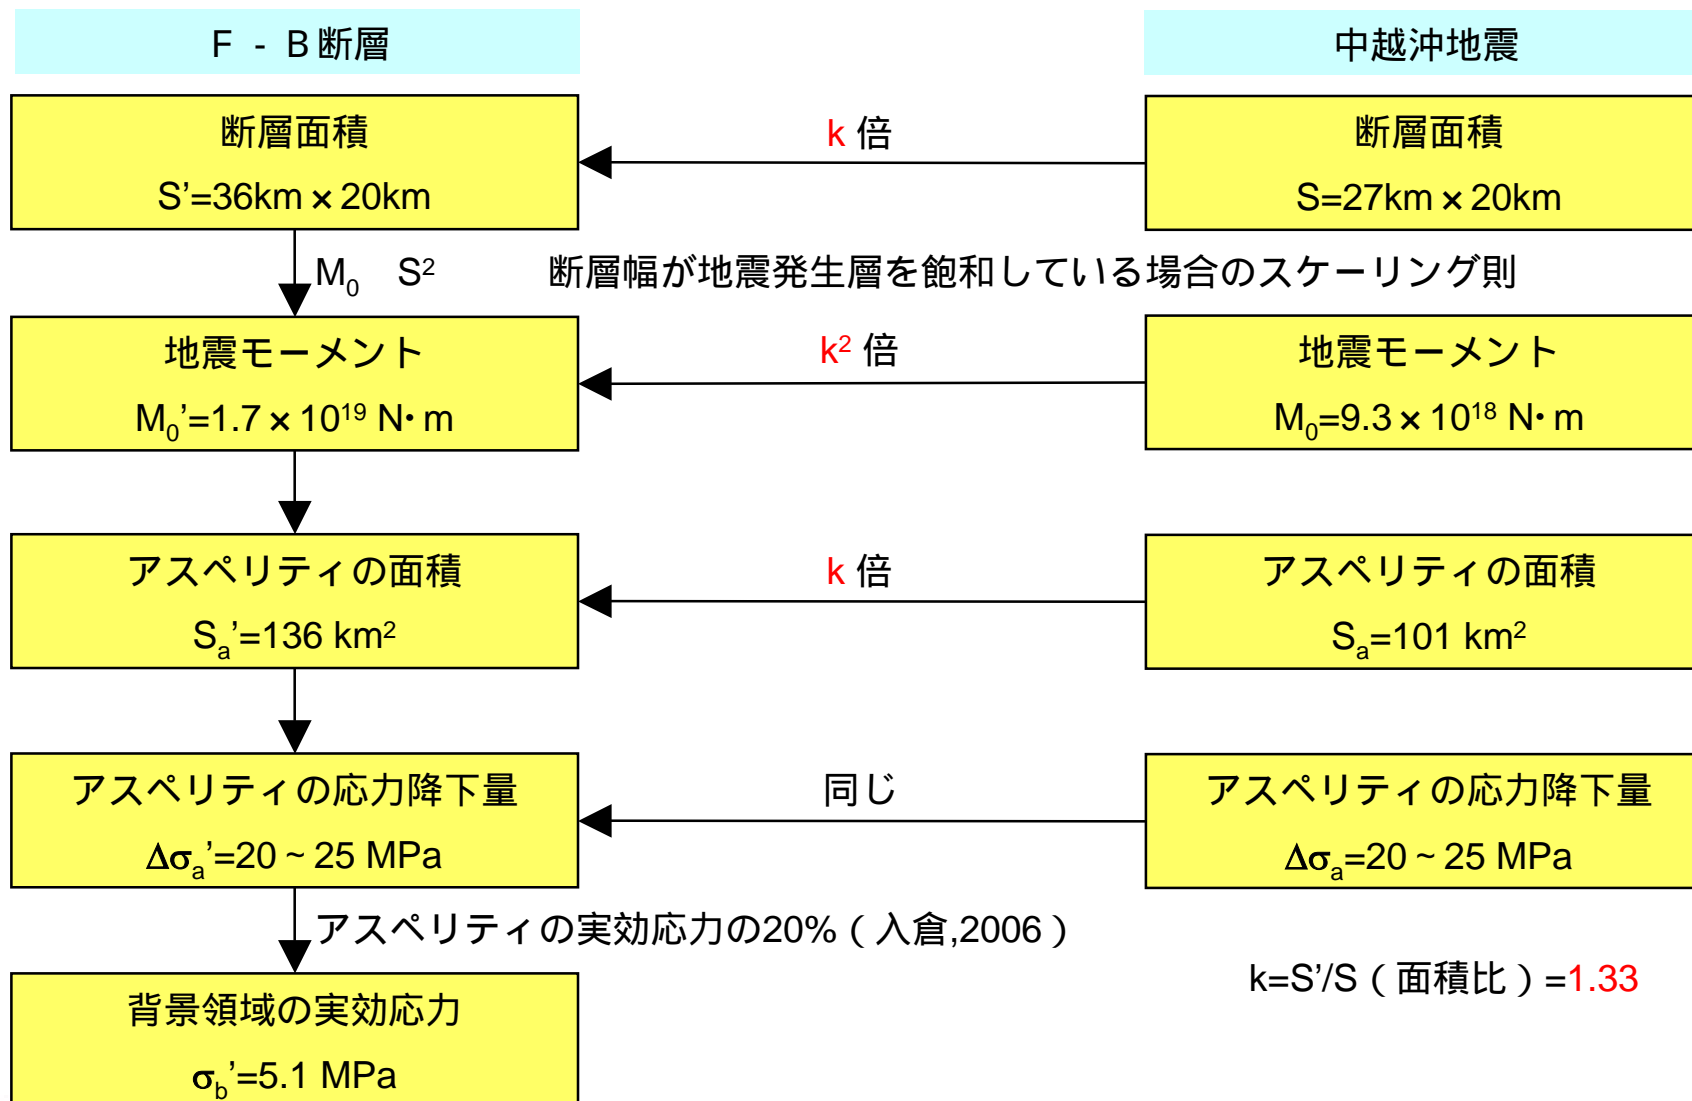 F - B断層
中越沖地震
断層面積
S’=36km×20km
k 倍
断層面積
S=27km×20km
M₀ S²
断層幅が地震発生層を飽和している場合のスケーリング則
地震モーメント
M₀’=1.7×10¹⁹ N・m
k² 倍
地震モーメント
M₀=9.3×10¹⁸ N・m
アスペリティの面積
Sₐ’=136 km²
k 倍
アスペリティの面積
Sₐ=101 km²
アスペリティの応力降下量
Δσₐ’=20~25 MPa
同じ
アスペリティの応力降下量
Δσₐ=20~25 MPa
アスペリティの実効応力の20%(入倉,2006)
k=S’/S(面積比)=1.33
背景領域の実効応力
σb’=5.1 MPa